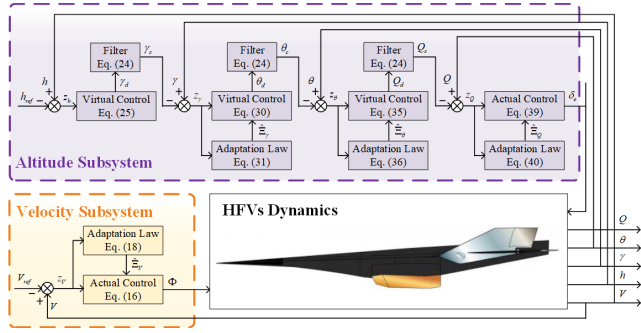 Filter
Eq. (24)
γc
Filter
Eq. (24)
θc
Filter
Eq. (24)
Qc
h
+
γd
γ
+
θd
θ
+
Qd
Q
+
href
−
zh
Virtual Control
Eq. (25)
−
zγ
Virtual Control
Eq. (30)
−
zθ
Virtual Control
Eq. (35)
−
zQ
Actual Control
Eq. (39)
δe
Ξ̂γ
Ξ̂θ
Ξ̂Q
Adaptation Law
Eq. (31)
Adaptation Law
Eq. (36)
Adaptation Law
Eq. (40)
Altitude Subsystem
Velocity Subsystem
HFVs Dynamics
Adaptation Law
Eq. (18)
Ξ̂V
Vref
−
zV
+
V
Actual Control
Eq. (16)
Φ
Q
θ
γ
h
V